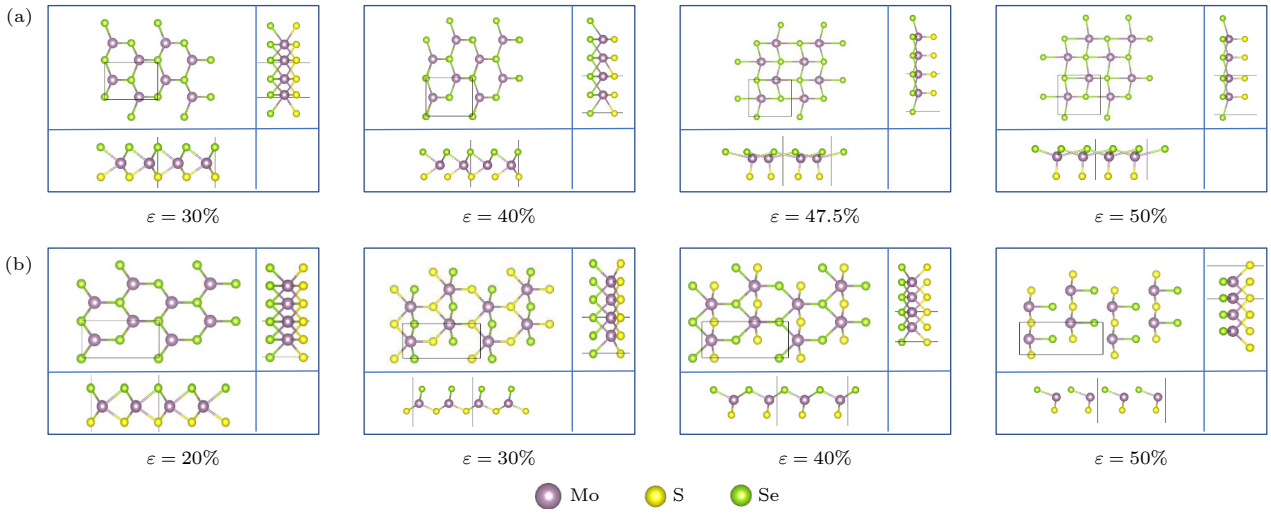 (a)
ε = 30% ε = 40% ε = 47.5% ε = 50%
(b)
ε = 20% ε = 30% ε = 40% ε = 50%
Mo S Se